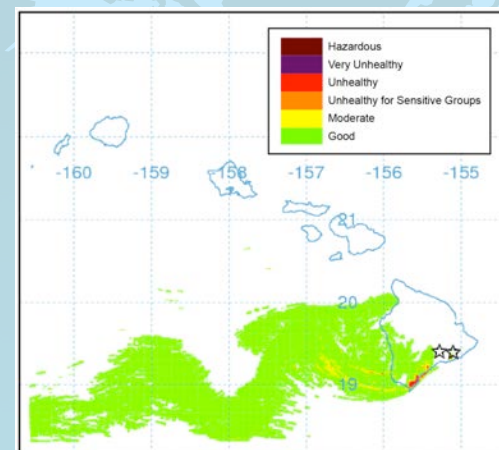 Hazardous
Very Unhealthy
Unhealthy
Unhealthy for Sensitive Groups
Moderate
Good
-160 -159 -158 -157 -156 -155
21
20
19